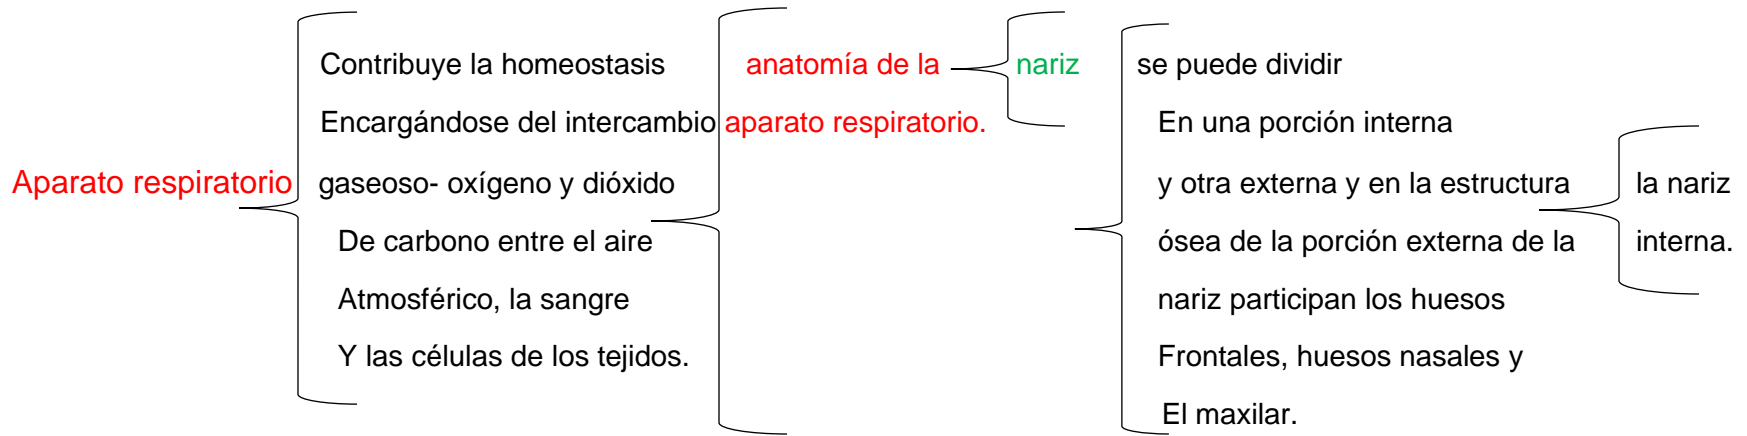 Aparato respiratorio
Contribuye la homeostasis
Encargándose del intercambio
gaseoso- oxígeno y dióxido
De carbono entre el aire
Atmosférico, la sangre
Y las células de los tejidos.
anatomía de la
aparato respiratorio.
nariz
se puede dividir
En una porción interna
y otra externa y en la estructura
ósea de la porción externa de la
nariz participan los huesos
Frontales, huesos nasales y
El maxilar.
la nariz
interna.